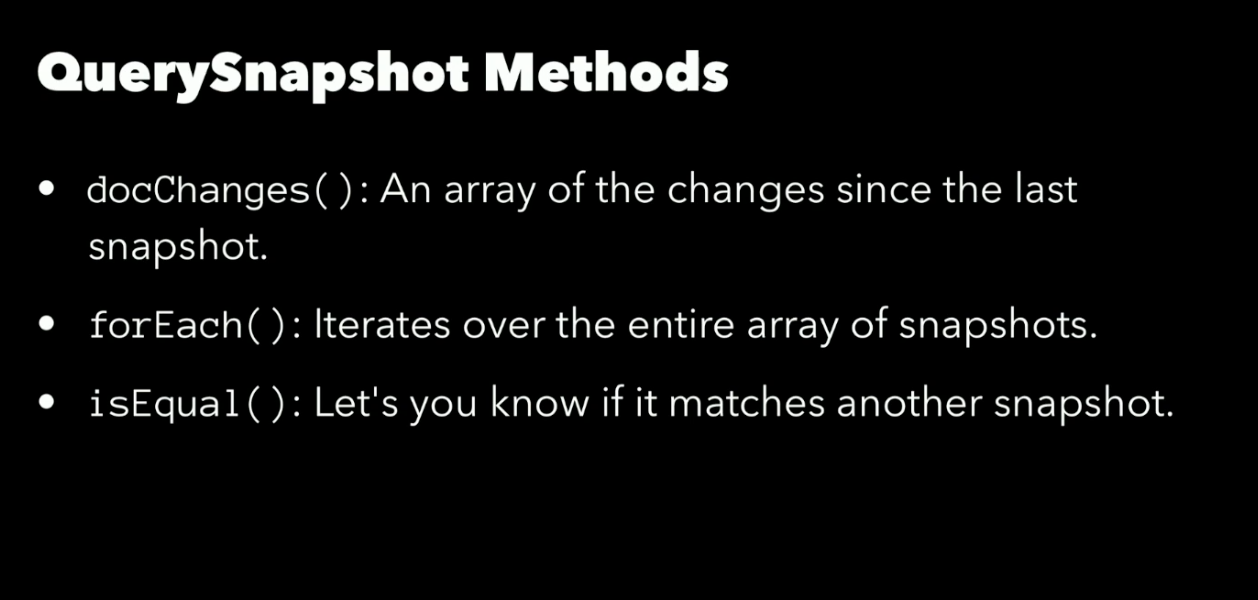 QuerySnapshot Methods
• docChanges(): An array of the changes since the last
snapshot.
• forEach(): Iterates over the entire array of snapshots.
• isEqual(): Let's you know if it matches another snapshot.